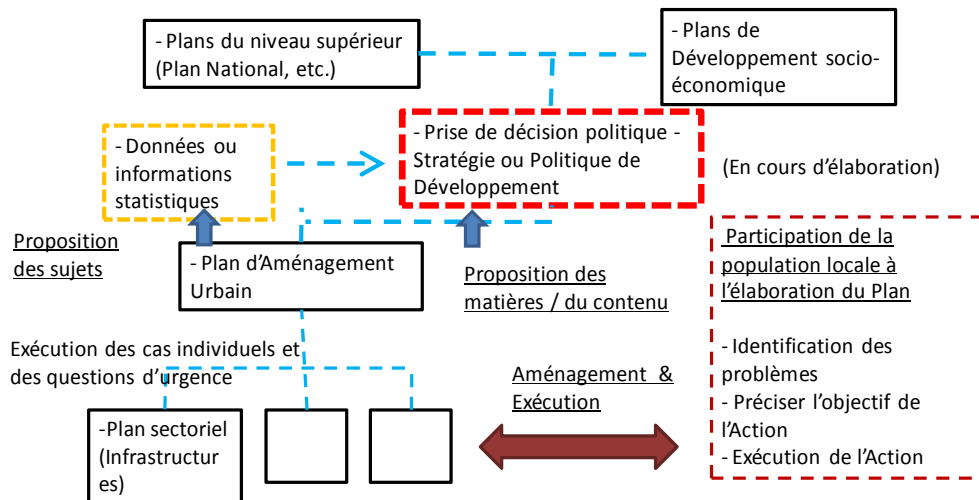 - Plans du niveau supérieur
(Plan National, etc.)
- Plans de
Développement socio-
économique
- Données ou
informations
statistiques
- Prise de décision politique -
Stratégie ou Politique de
Développement
(En cours d’élaboration)
Proposition
des sujets
- Plan d’Aménagement
Urbain
Proposition des
matières / du contenu
Participation de la
population locale à
l’élaboration du Plan
- Identification des
problèmes
- Préciser l’objectif de
l’Action
- Exécution de l’Action
Exécution des cas individuels et
des questions d’urgence
Aménagement &
Exécution
-Plan sectoriel
(Infrastructur
es)